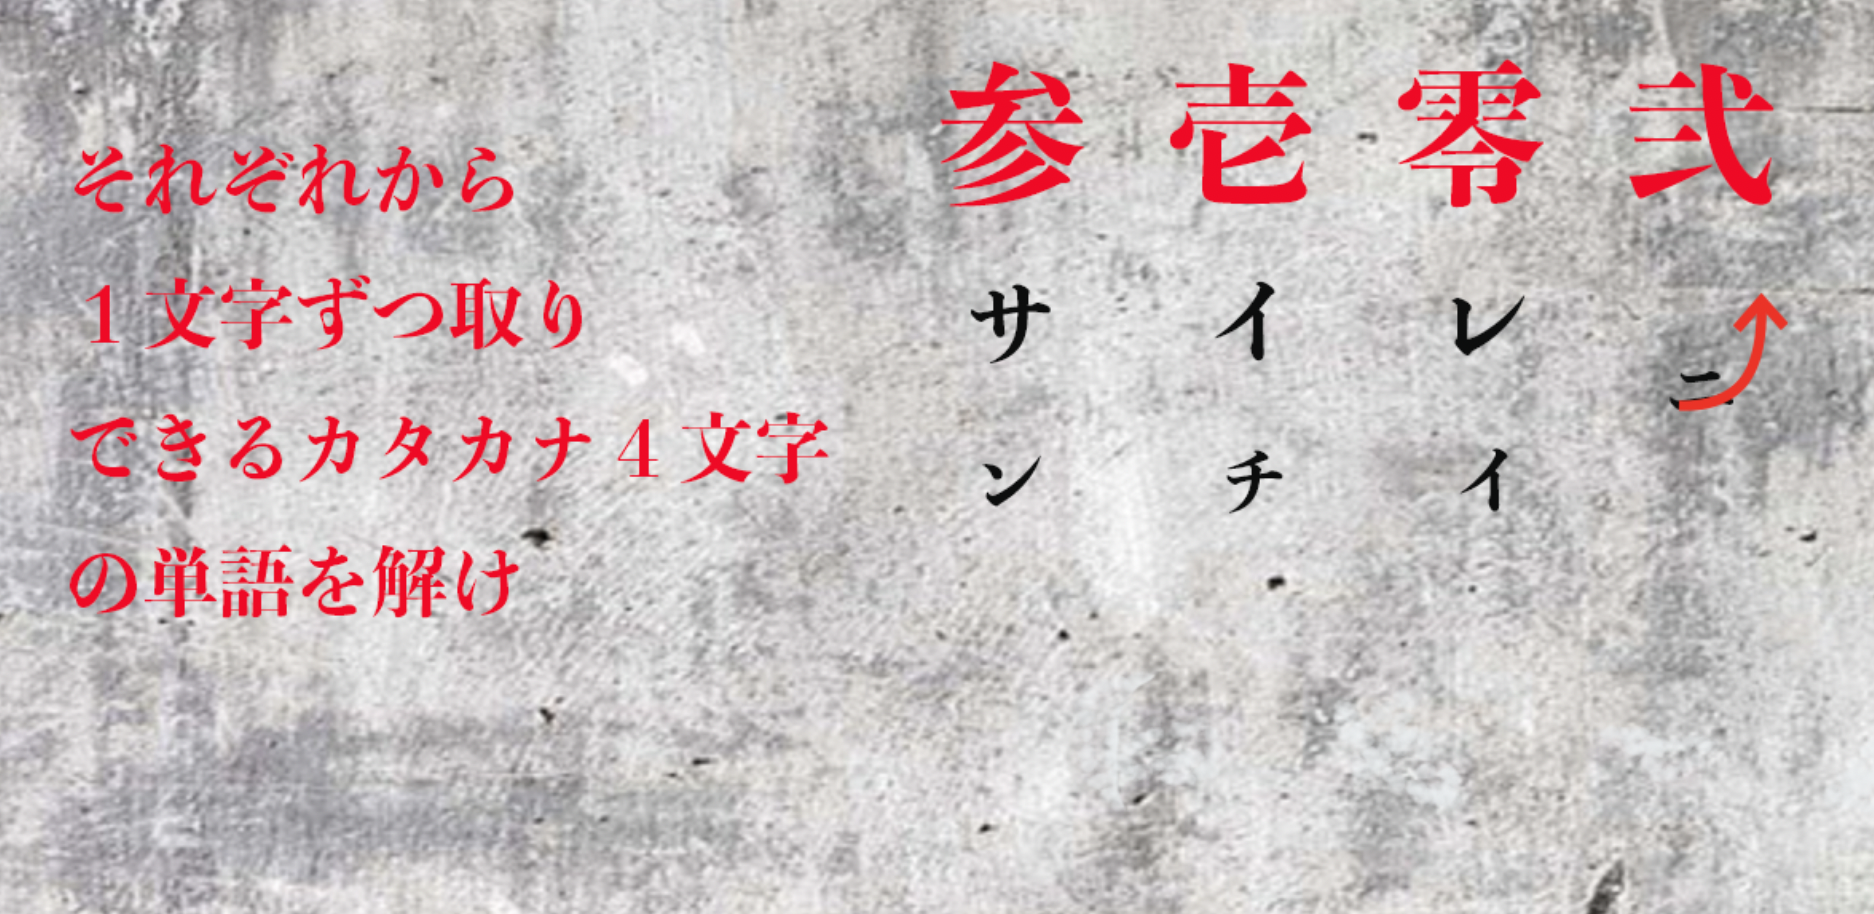 それぞれから
１文字ずつ取り
できるカタカナ４文字
の単語を解け
参 壱 零 弐
サ イ レ
ニ
ン チ イ